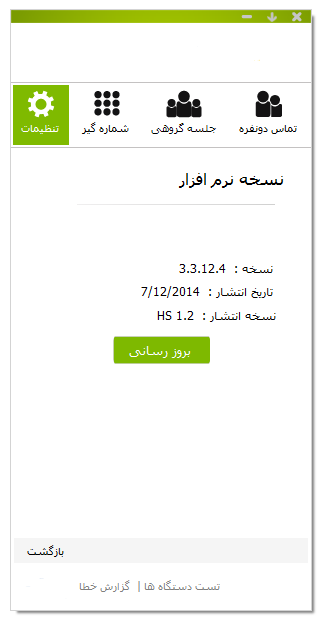 تماس دونفره
جلسه گروهی
شماره گیر
تنظیمات
نسخه نرم افزار
نسخه : 3.3.12.4
تاریخ انتشار : 7/12/2014
نسخه انتشار : HS 1.2
بروز رسانی
بازگشت
تست دستگاه ها | گزارش خطا